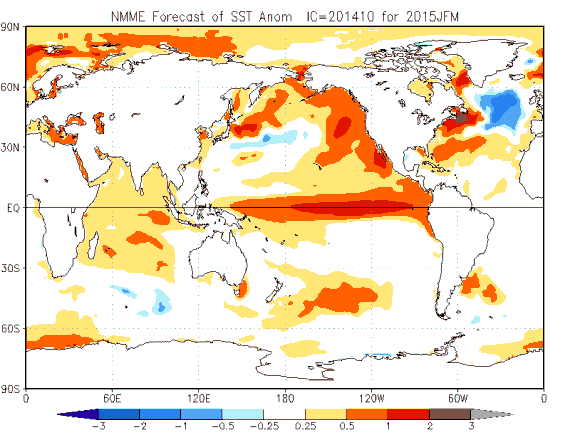 NMME Forecast of SST Anom IC=201410 for 2015JFM
90N
60N
30N
EQ
30S
60S
90S
0 60E 120E 180 120W 60W 0
-3 -2 -1 -0.5 -0.25 0.25 0.5 1 2 3